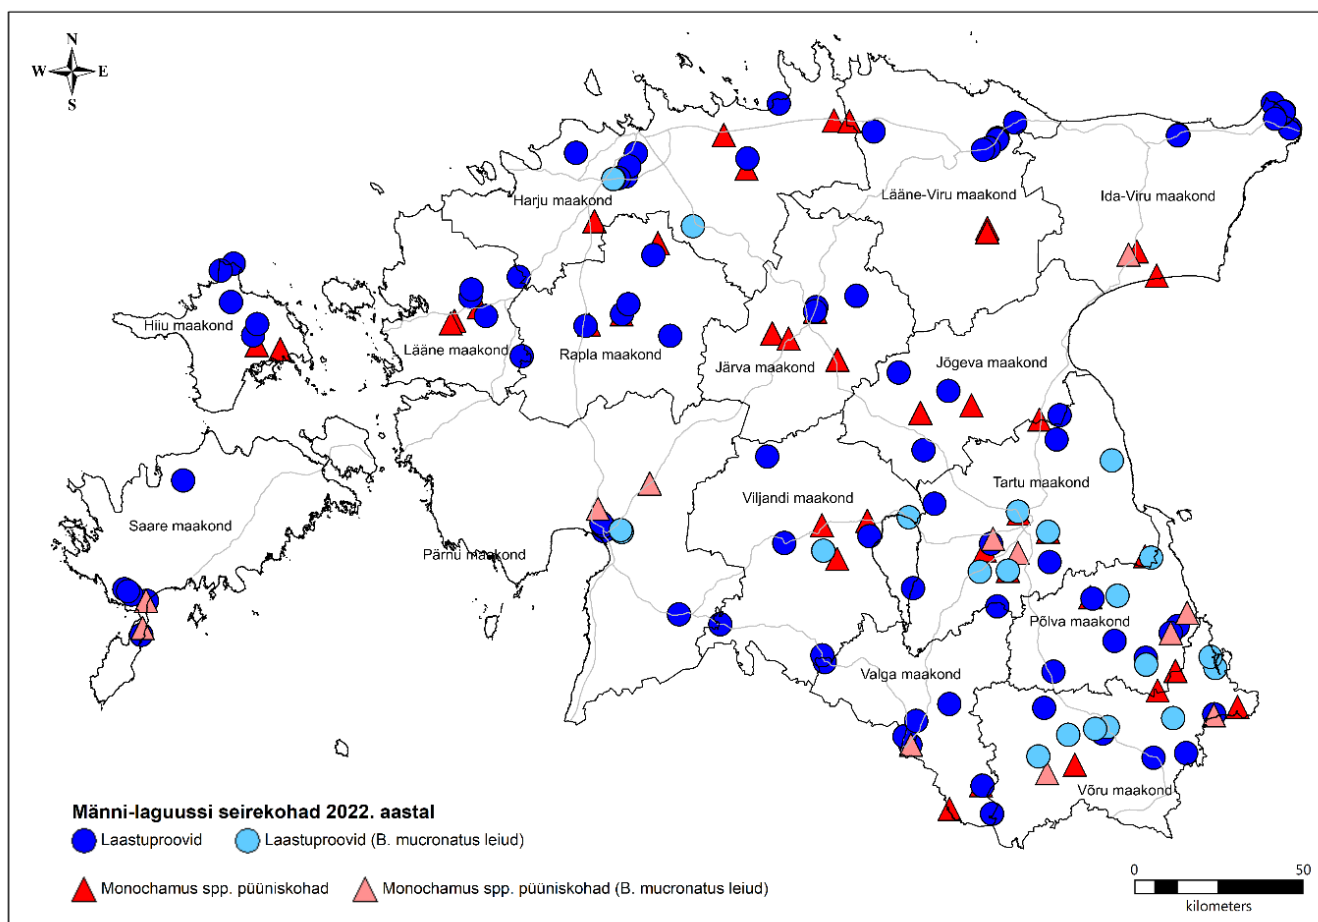 N
W E
S
Harju maakond
Lääne-Viru maakond
Ida-Viru maakond
Hiiu maakond
Lääne maakond
Rapla maakond
Järva maakond
Jõgeva maakond
Saare maakond
Pärnu maakond
Viljandi maakond
Tartu maakond
Põlva maakond
Valga maakond
Võru maakond
Männi-laguussi seirekohad 2022. aastal
Laastuproovid
Laastuproovid (B. mucronatus leiud)
Monochamus spp. püüniskohad
Monochamus spp. püüniskohad (B. mucronatus leiud)
0 50
kilometers